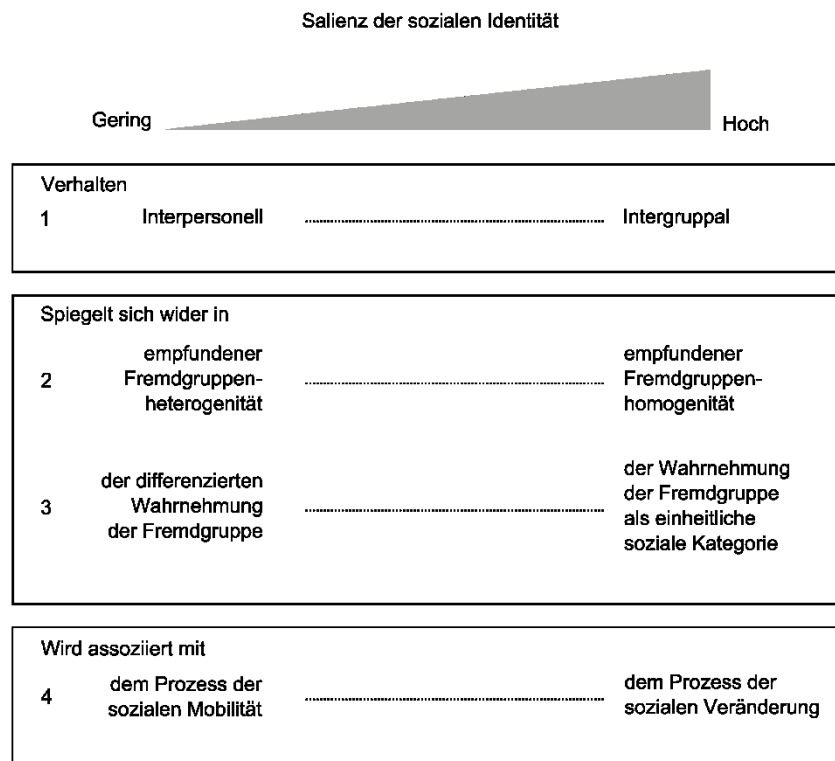 Salienz der sozialen Identität
Gering
Hoch
Verhalten
1 Interpersonell Intergruppal
Spiegelt sich wider in
empfundener
Fremdgruppen-
heterogenität
2
empfundener
Fremdgruppen-
homogenität
der differenzierten
Wahrnehmung
der Fremdgruppe
3
der Wahrnehmung
der Fremdgruppe
als einheitliche
soziale Kategorie
Wird assoziiert mit
4
dem Prozess der
sozialen Mobilität
dem Prozess der
sozialen Veränderung